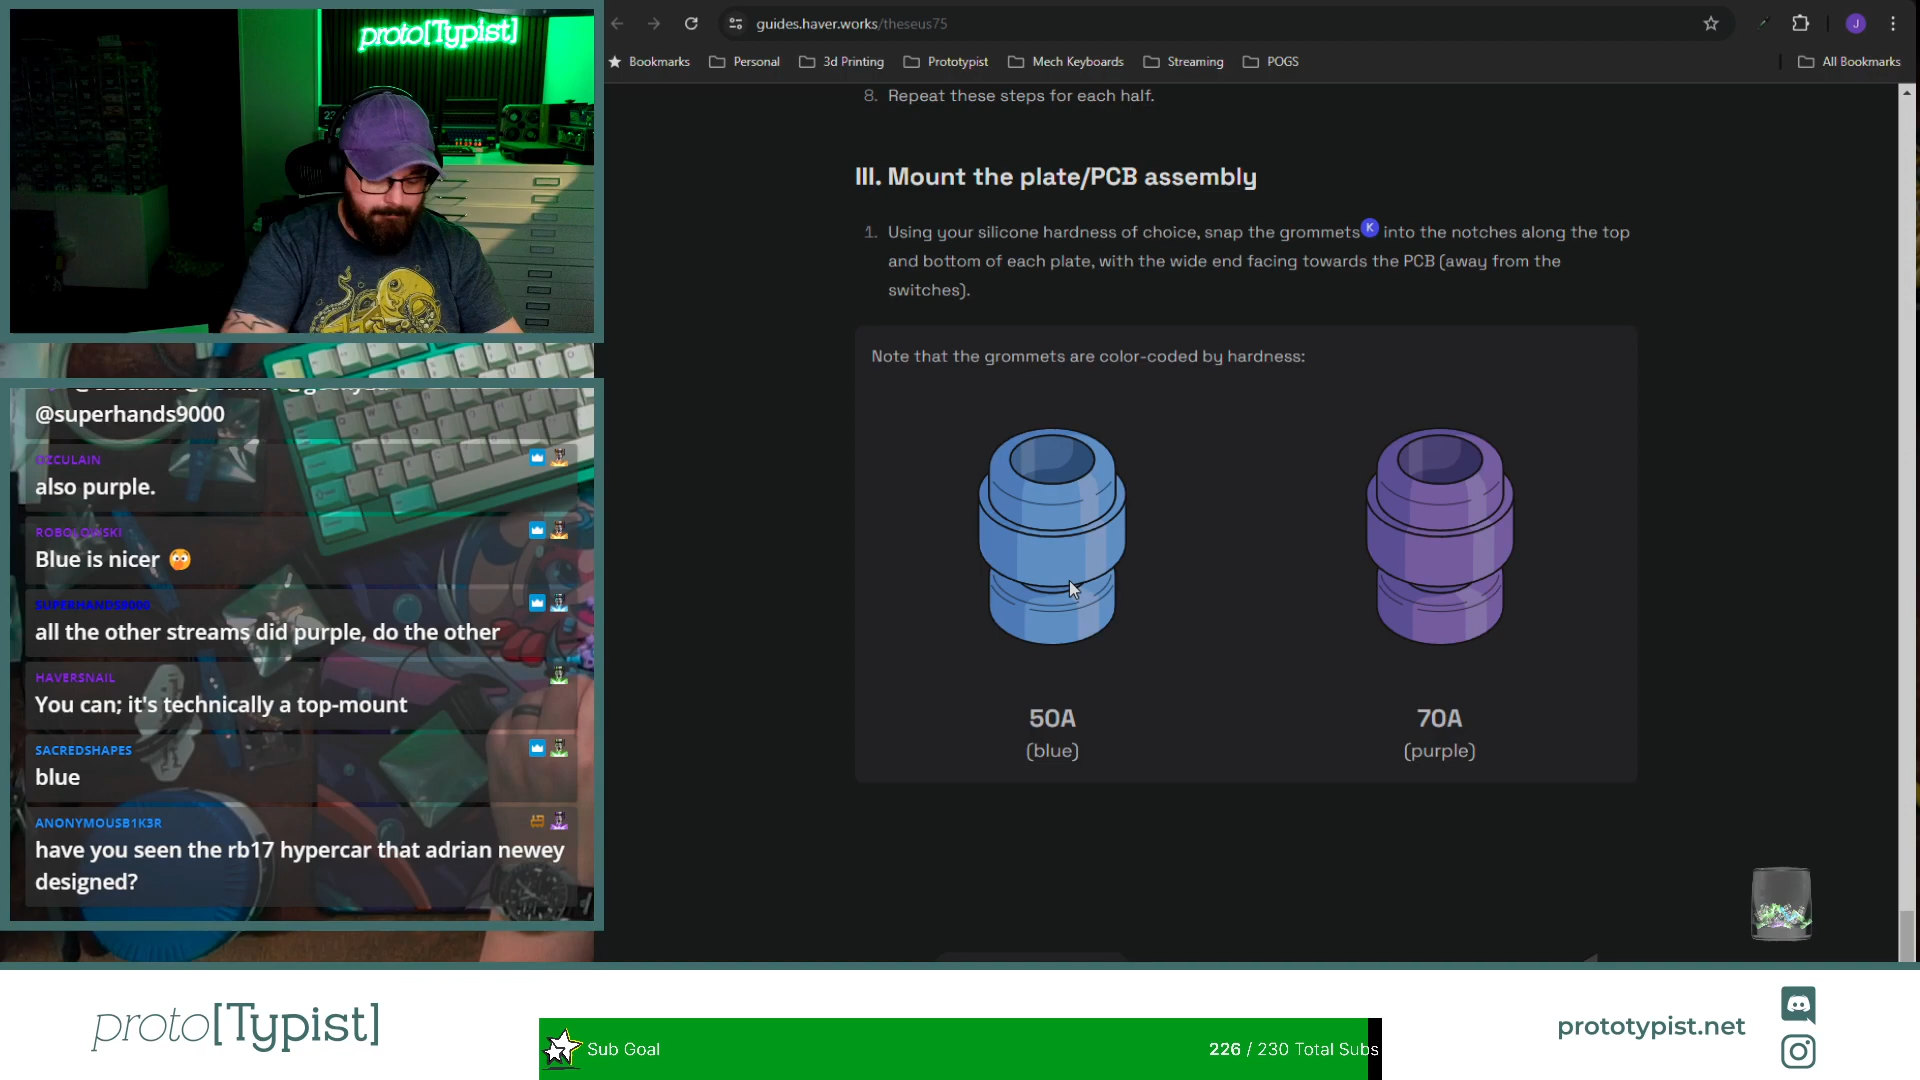 proto[Typist]
guides.haver.works/theseus75
J
Bookmarks
Personal
3d Printing
Prototypist
Mech Keyboards
Streaming
POGS
All Bookmarks
8. Repeat these steps for each half.
III. Mount the plate/PCB assembly
1. Using your silicone hardness of choice, snap the grommets K into the notches along the top
and bottom of each plate, with the wide end facing towards the PCB (away from the
switches).
Note that the grommets are color-coded by hardness:
50A
(blue)
70A
(purple)
@superhands9000
also purple.
ROBOLOWSKI
Blue is nicer
SUPERHANDS9000
all the other streams did purple, do the other
HAVERSNAIL
You can; it's technically a top-mount
SACREDSHAPES
blue
ANONYMOUSB1K3R
have you seen the rb17 hypercar that adrian newey
designed?
proto[Typist]
Sub Goal
226 / 230 Total Subs
prototypist.net